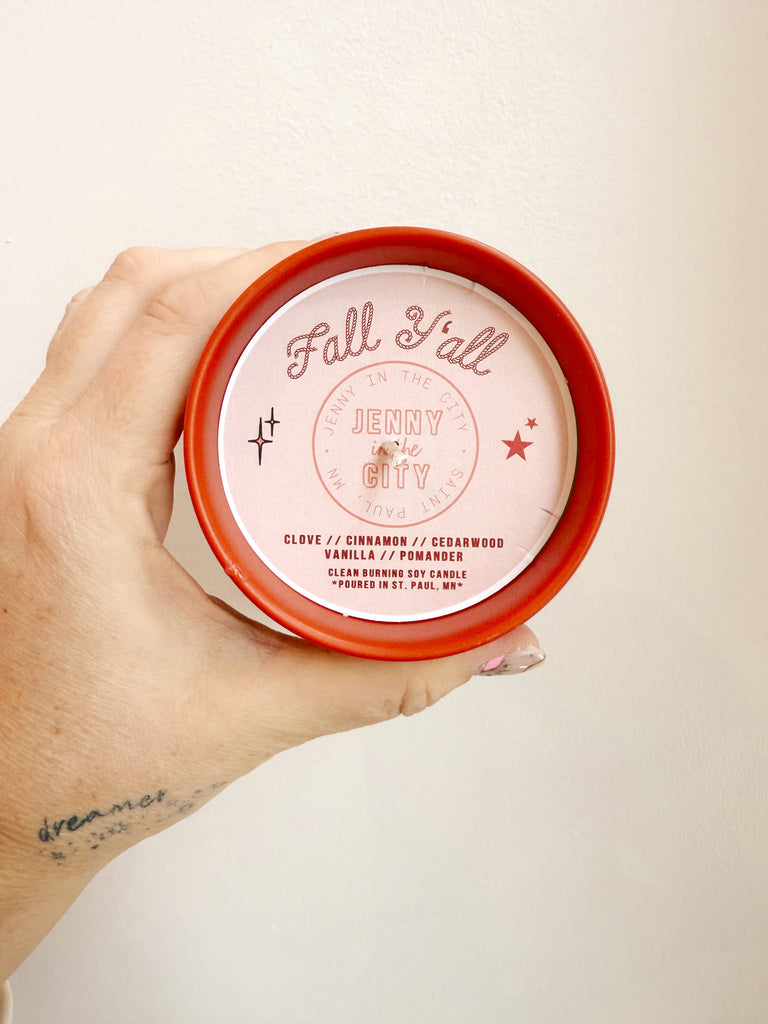 Fall Y'all
JENNY IN THE CITY · SAINT PAUL, MN ·
JENNY
in the
CITY
CLOVE // CINNAMON // CEDARWOOD
VANILLA // POMANDER
CLEAN BURNING SOY CANDLE
*POURED IN ST. PAUL, MN*
dreamer